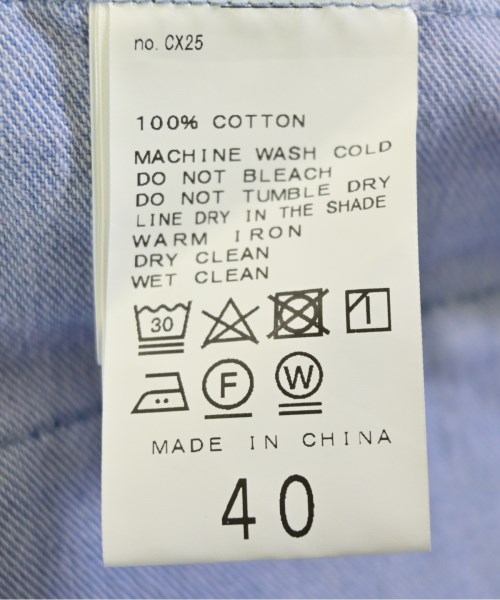 no. CX25
100% COTTON
MACHINE WASH COLD
DO NOT BLEACH
DO NOT TUMBLE DRY
LINE DRY IN THE SHADE
WARM IRON
DRY CLEAN
WET CLEAN
30
F W
MADE IN CHINA
40